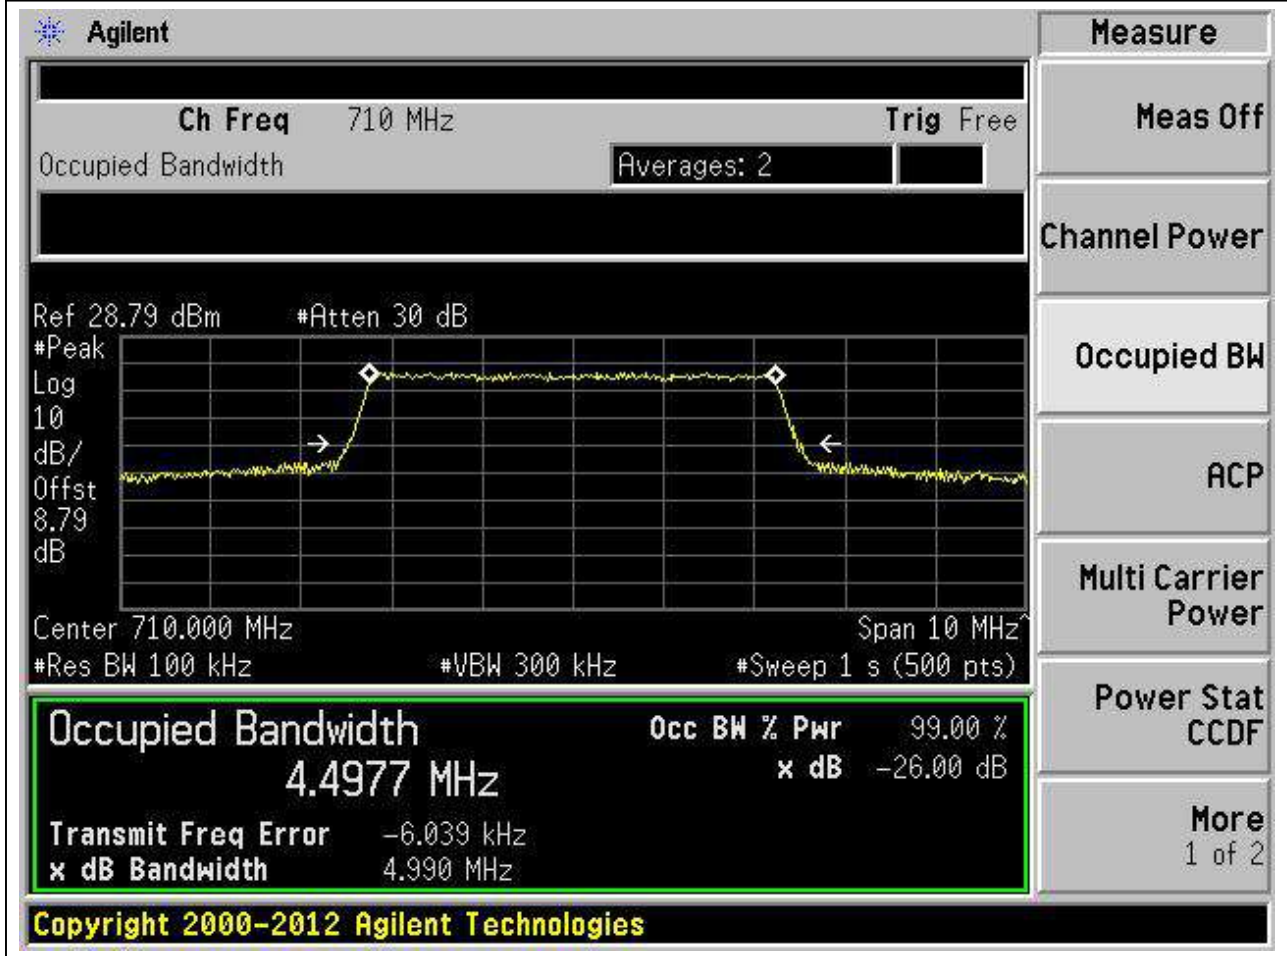 Agilent
Measure
Ch Freq 710 MHz Trig Free
Occupied Bandwidth Averages: 2
Meas Off
Channel Power
Occupied BW
ACP
Multi Carrier
Power
Power Stat
CCDF
More
1 of 2
Ref 28.79 dBm #Atten 30 dB
#Peak
Log
10
dB/
Offst
8.79
dB
Center 710.000 MHz Span 10 MHz^
#Res BW 100 kHz #VBW 300 kHz #Sweep 1 s (500 pts)
Occupied Bandwidth
4.4977 MHz
Occ BW % Pwr 99.00 %
x dB -26.00 dB
Transmit Freq Error -6.039 kHz
x dB Bandwidth 4.990 MHz
Copyright 2000-2012 Agilent Technologies